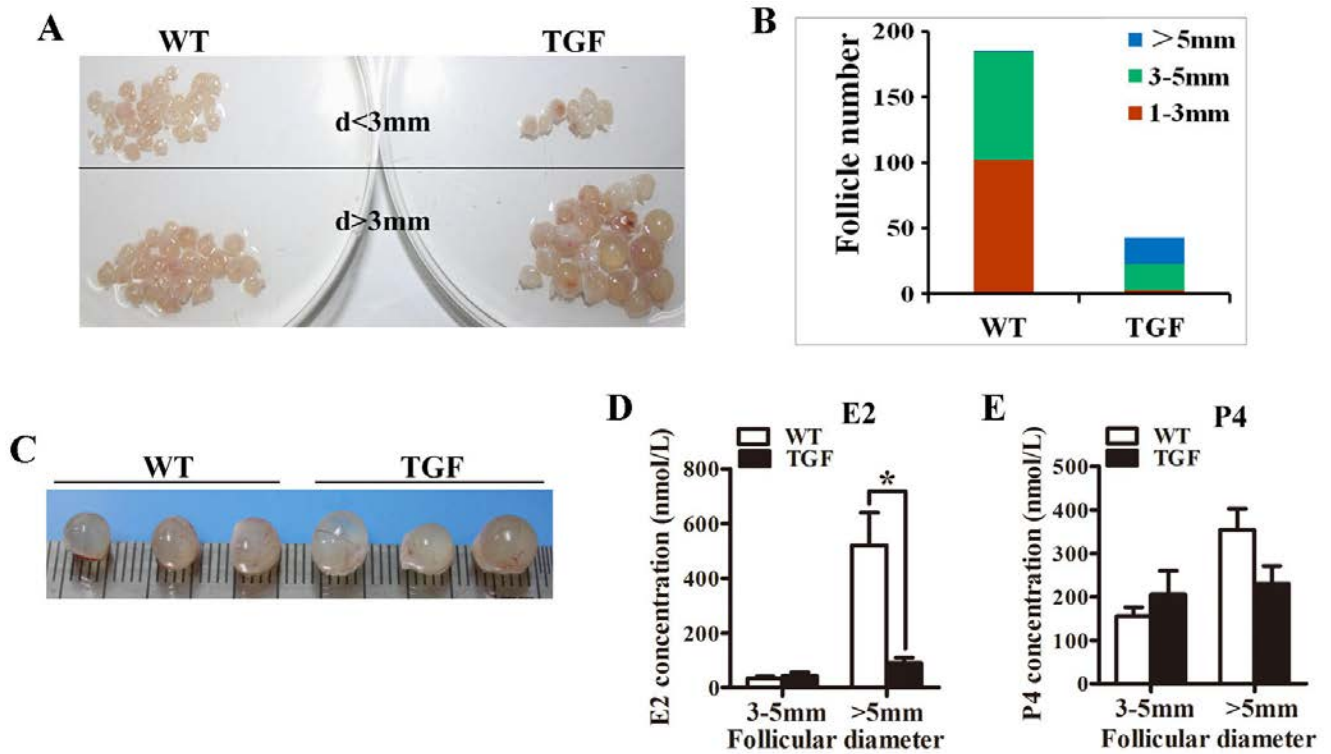 A
WT
TGF
d<3mm
d>3mm
B
Follicle number
200
150
100
50
0
WT
TGF
>5mm
3-5mm
1-3mm
C
WT
TGF
D
E2
WT
TGF
E2 concentration (nmol/L)
800
600
400
200
0
*
3-5mm
>5mm
Follicular diameter
E
P4
WT
TGF
P4 concentration (nmol/L)
500
400
300
200
100
0
3-5mm
>5mm
Follicular diameter